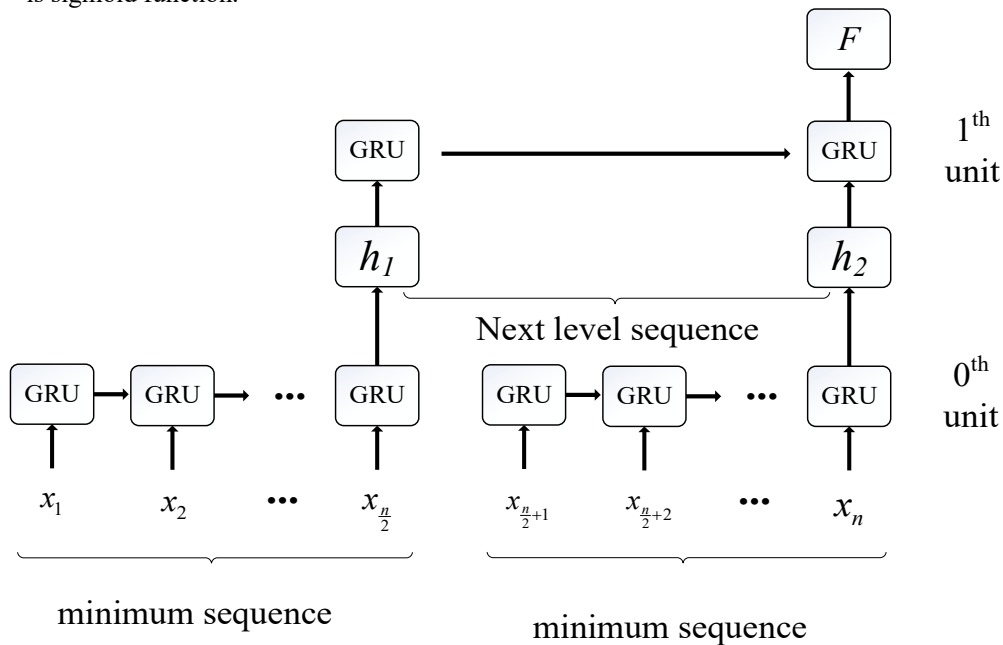 is sigmoid function.
F
GRU GRU 1th unit
h1 h2
Next level sequence
GRU GRU ... GRU GRU GRU ... GRU 0th unit
x1 x2 ... xn/2 xn/2+1 xn/2+2 ... xn
minimum sequence minimum sequence